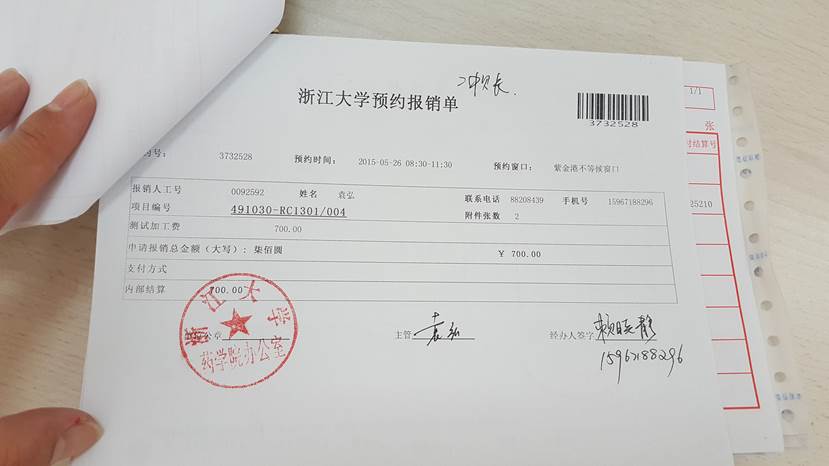 浙江大学预约报销单
3732528
1/1
张
约号: 3732528 预约时间: 2015-05-26 08:30-11:30 预约窗口: 紫金港不等候窗口
报销人工号 0092592 姓名 袁弘 联系电话 88208439 手机号 15967188296
项目编号 491030-RC1301/004 附件张数 2
测试加工费 700.00
申请报销总金额(大写): 柒佰圆 ¥ 700.00
支付方式
内部结算 700.00
付结算号
25210
浙江大学
药学院办公室
公章 主管 袁弘 经办人签字 赖晓静
15967188296